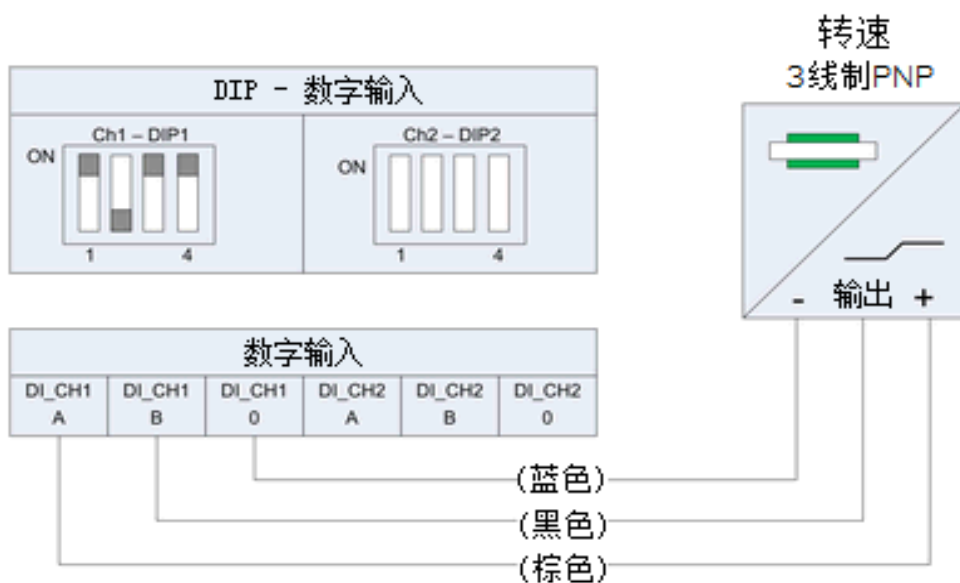 转速
3线制PNP
DIP - 数字输入
Ch1 – DIP1
ON
1 4
Ch2 – DIP2
ON
1 4
- 输出 +
数字输入
DI_CH1 DI_CH1 DI_CH1 DI_CH2 DI_CH2 DI_CH2
A B 0 A B 0
(蓝色)
(黑色)
(棕色)